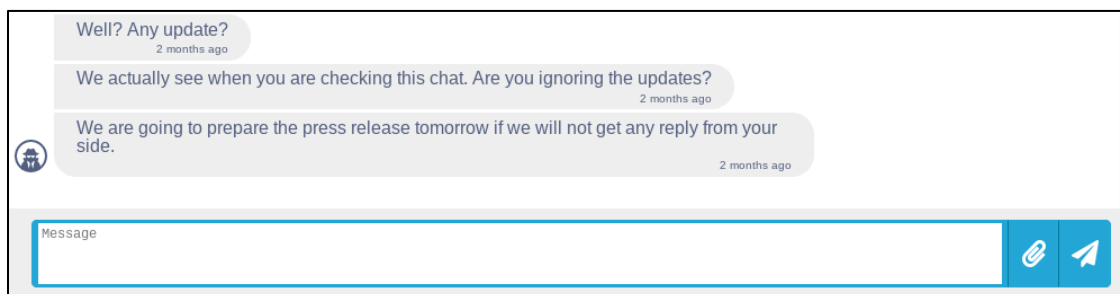 Well? Any update?
2 months ago
We actually see when you are checking this chat. Are you ignoring the updates?
2 months ago
We are going to prepare the press release tomorrow if we will not get any reply from your
side.
2 months ago
Message